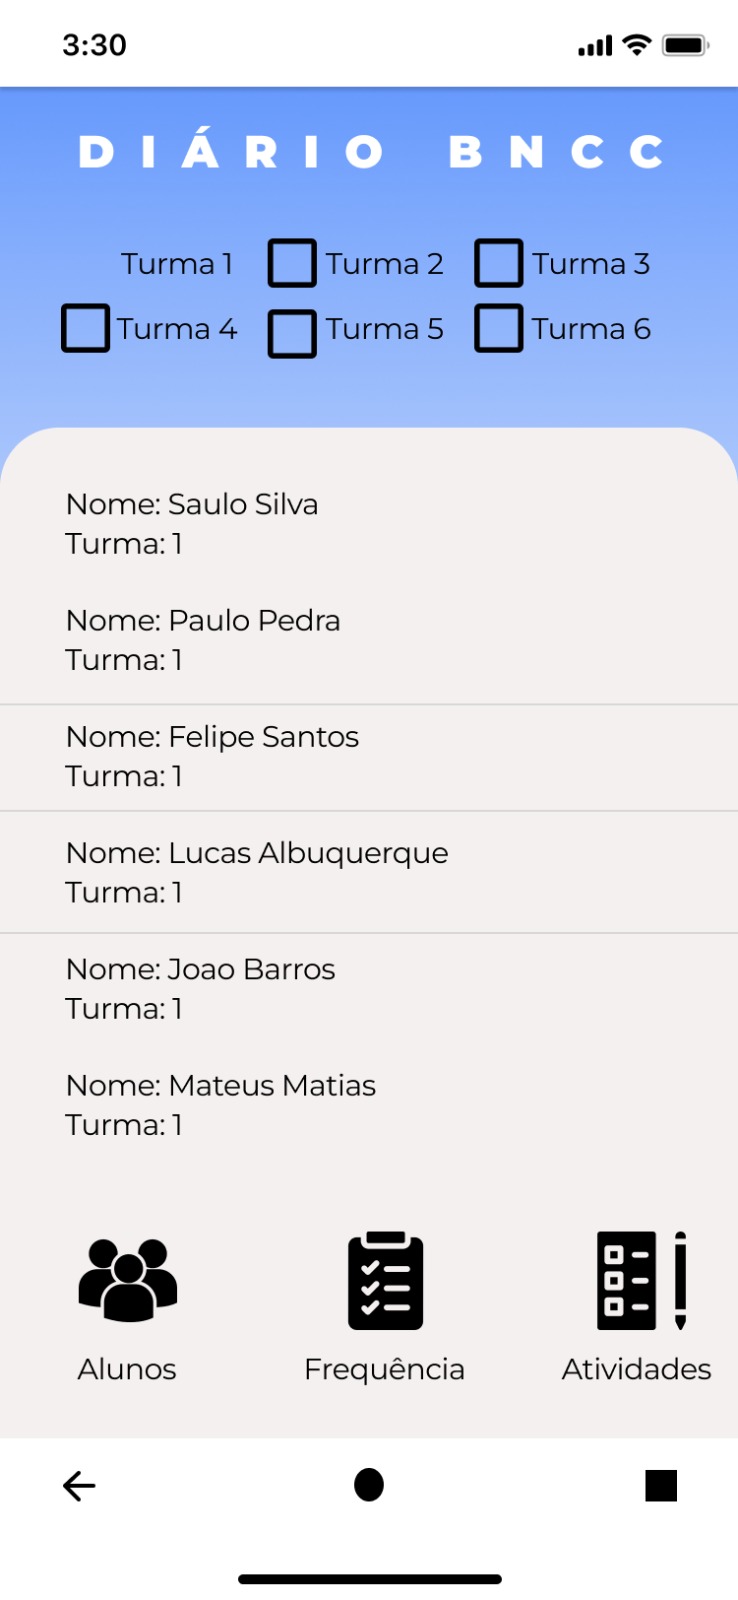 3:30
DIÁRIO BNCC
Turma 1 Turma 2 Turma 3
Turma 4 Turma 5 Turma 6
Nome: Saulo Silva
Turma: 1
Nome: Paulo Pedra
Turma: 1
Nome: Felipe Santos
Turma: 1
Nome: Lucas Albuquerque
Turma: 1
Nome: Joao Barros
Turma: 1
Nome: Mateus Matias
Turma: 1
Alunos Frequência Atividades